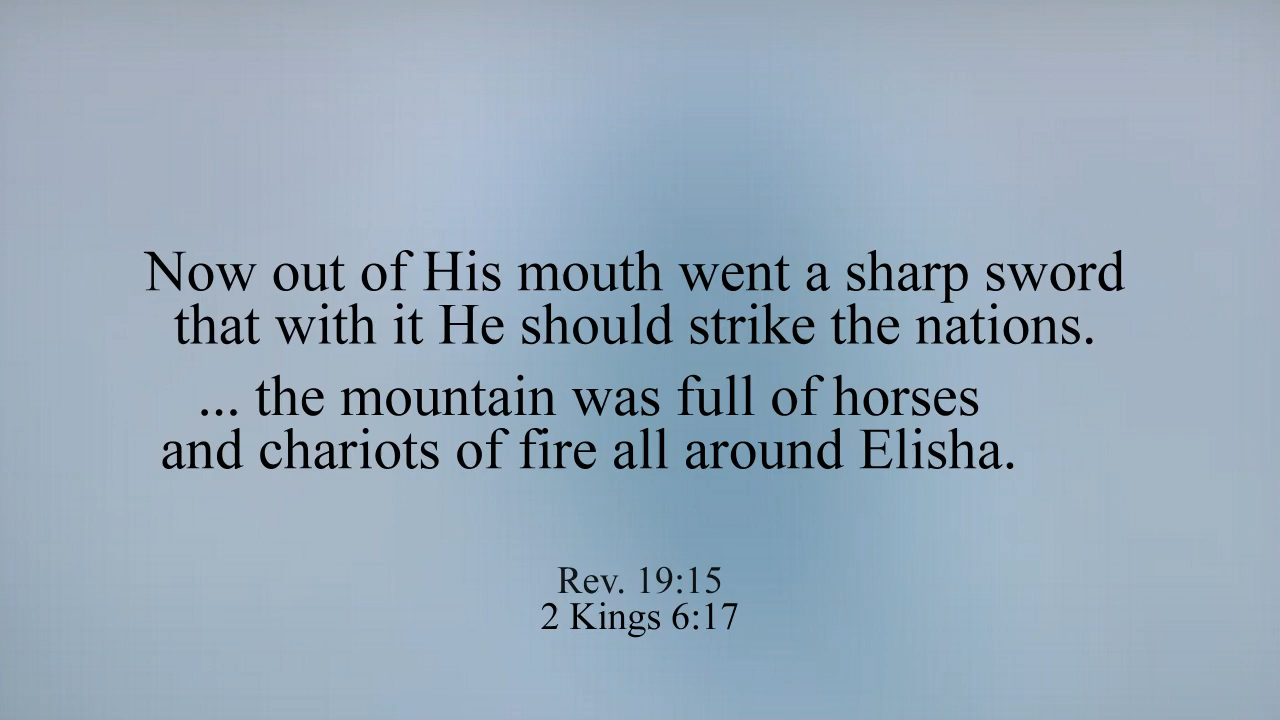 Now out of His mouth went a sharp sword
that with it He should strike the nations.
... the mountain was full of horses
and chariots of fire all around Elisha.
Rev. 19:15
2 Kings 6:17